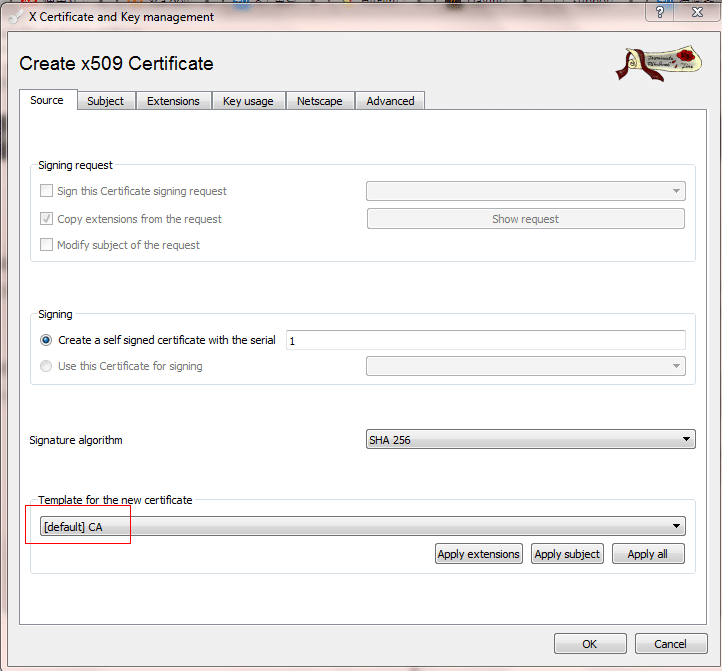 X Certificate and Key management
?
Create x509 Certificate
Source Subject Extensions Key usage Netscape Advanced
Signing request
Sign this Certificate signing request
Copy extensions from the request Show request
Modify subject of the request
Signing
Create a self signed certificate with the serial 1
Use this Certificate for signing
Signature algorithm SHA 256
Template for the new certificate
[default] CA
Apply extensions Apply subject Apply all
OK Cancel